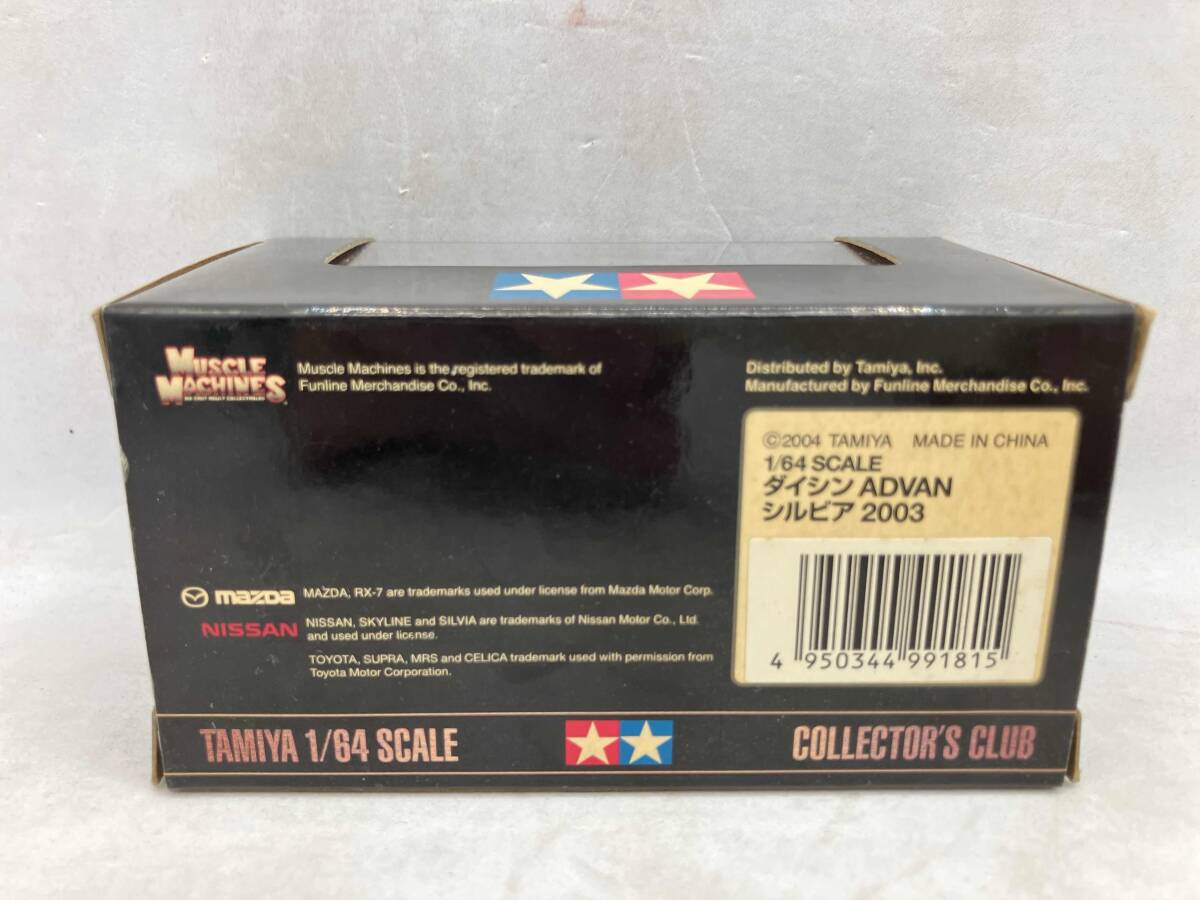 MUSCLE
MACHINES
Muscle Machines is the registered trademark of
Funline Merchandise Co., Inc.
Distributed by Tamiya, Inc.
Manufactured by Funline Merchandise Co., Inc.
©2004 TAMIYA MADE IN CHINA
1/64 SCALE
ダイシン ADVAN
シルビア 2003
4 950344 991815
mazda MAZDA, RX-7 are trademarks used under license from Mazda Motor Corp.
NISSAN NISSAN, SKYLINE and SILVIA are trademarks of Nissan Motor Co., Ltd.
and used under license.
TOYOTA, SUPRA, MRS and CELICA trademark used with permission from
Toyota Motor Corporation.
TAMIYA 1/64 SCALE COLLECTOR'S CLUB